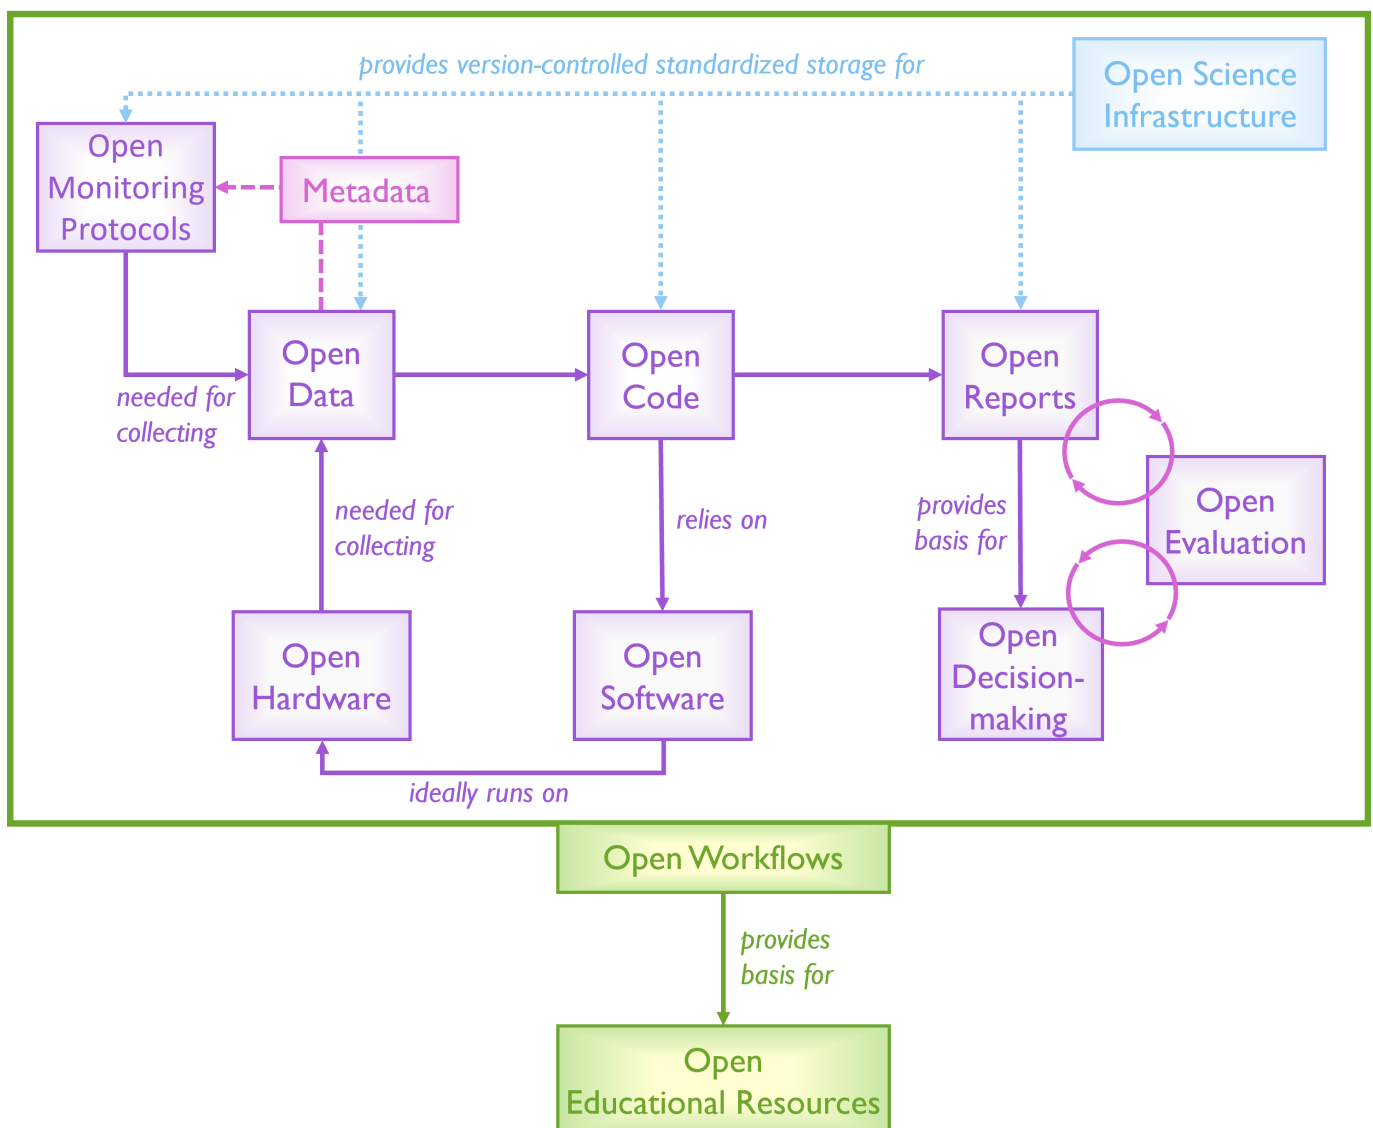 provides version-controlled standardized storage for
Open Science
Infrastructure
Open
Monitoring
Protocols
Metadata
Open
Data
Open
Code
Open
Reports
needed for
collecting
needed for
collecting
relies on
provides
basis for
Open
Evaluation
Open
Hardware
Open
Software
Open
Decision-
making
ideally runs on
Open Workflows
provides
basis for
Open
Educational Resources